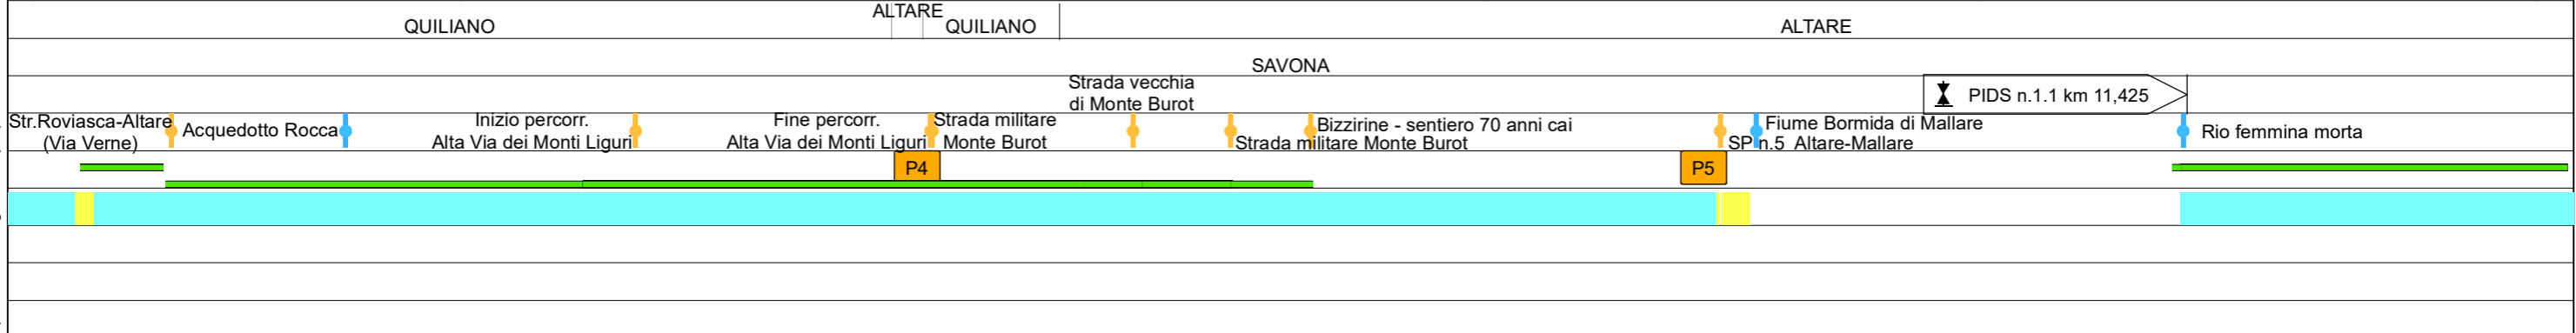 ALTARE
QUILIANO
QUILIANO
ALTARE
SAVONA
Strada vecchia
di Monte Burot
PIDS n.1.1 km 11,425
Str.Roviasca-Altare
(Via Verne)
Acquedotto Rocca
Inizio percorr.
Alta Via dei Monti Liguri
Fine percorr.
Alta Via dei Monti Liguri
Strada militare
Monte Burot
Strada militare Monte Burot
Bizzirine - sentiero 70 anni cai
SP n.5 Altare-Mallare
Fiume Bormida di Mallare
Rio femmina morta
P4
P5